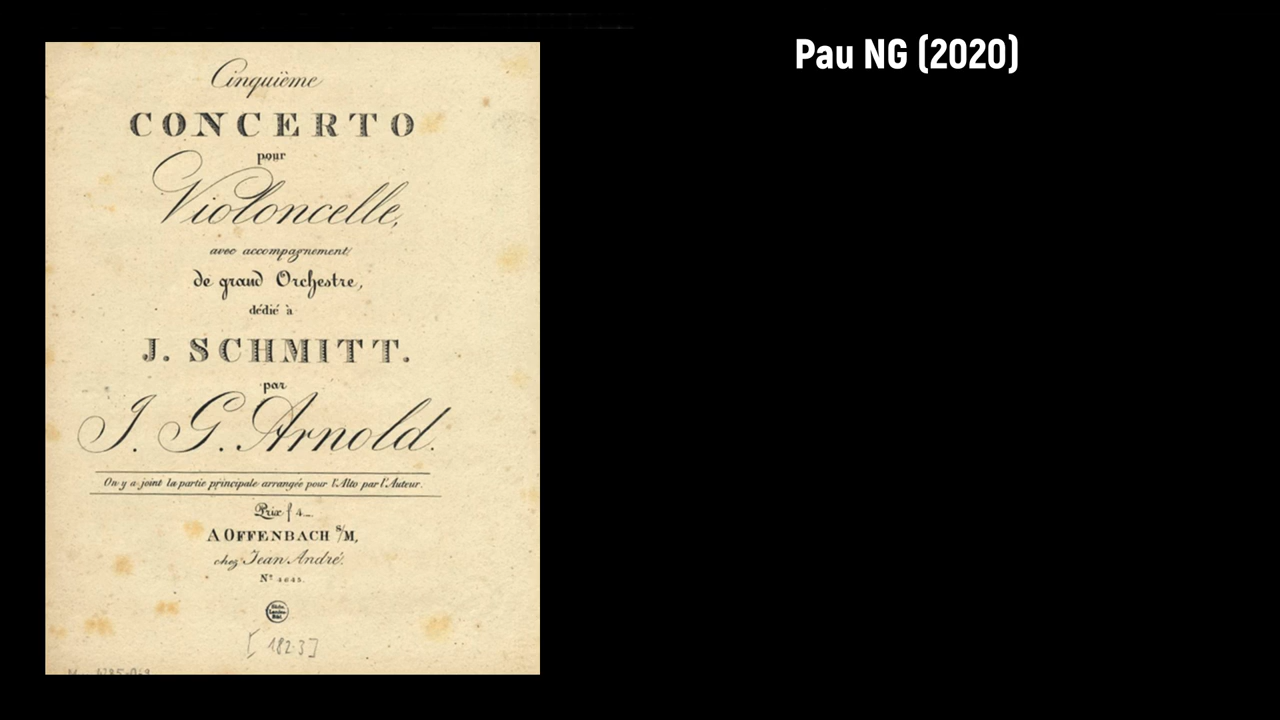 Cinquième
CONCERTO
pour
Violoncelle,
avec accompagnement
de grand Orchestre,
dédié à
J. SCHMITT.
par
J. G. Arnold.
On y a joint la partie principale arrangée pour l'Alto par l'Auteur.
Prix f 4._
A OFFENBACH S/M,
chez Jean André.
Nº
[1823]
Pau NG (2020)